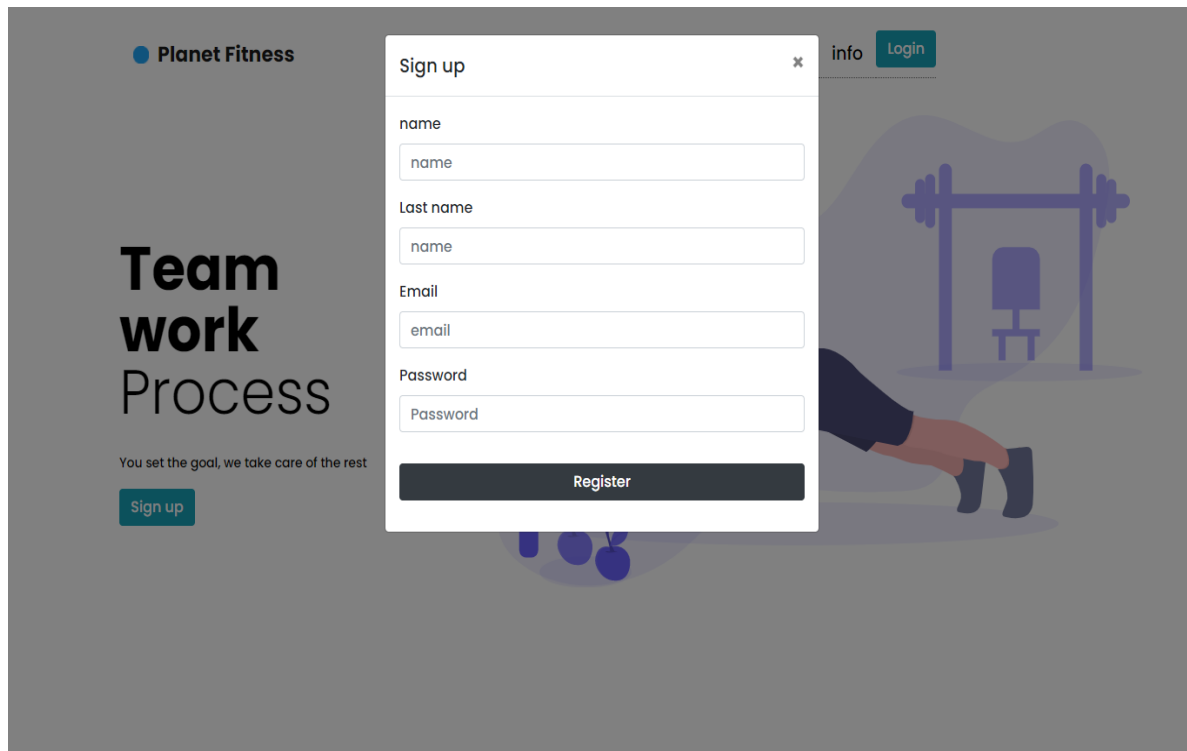 Planet Fitness
info
Login
Sign up
×
name
name
Last name
name
Email
email
Password
Password
Register
Team
work
Process
You set the goal, we take care of the rest
Sign up